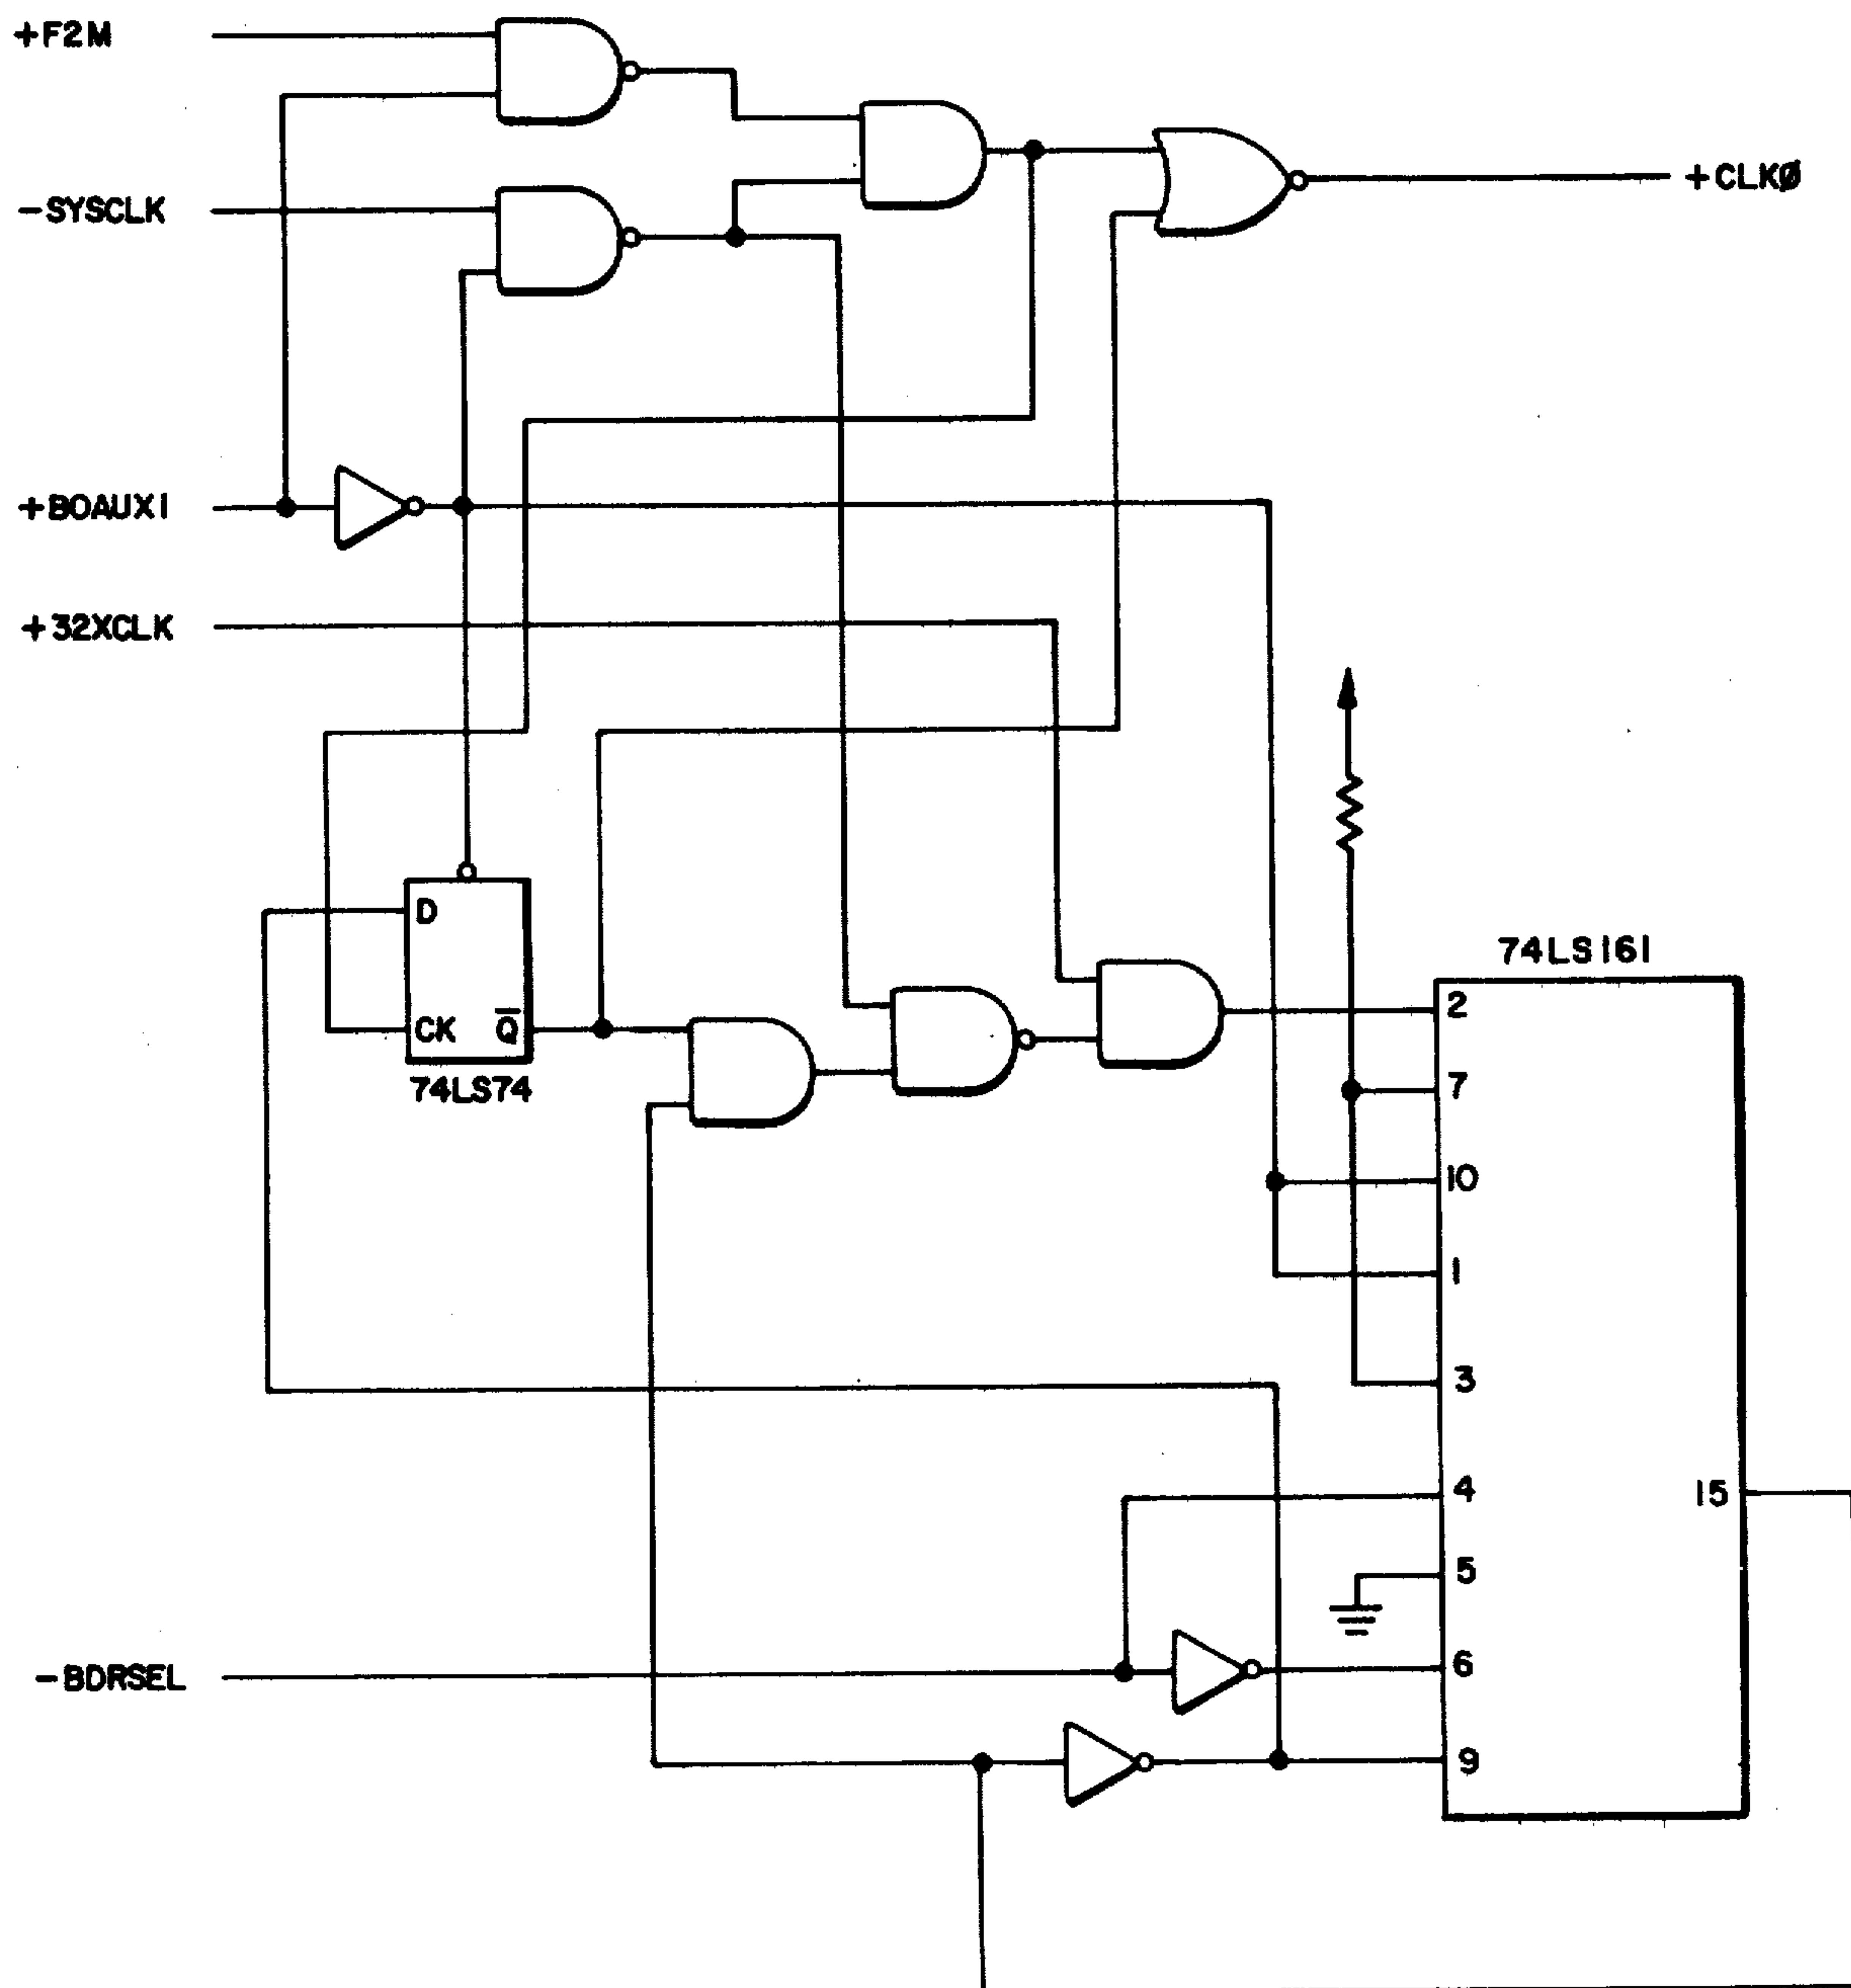 +F2M
+CLKØ
-SYSCLK
+BOAUX1
+32XCLK
D
CK Q̅
74LS74
74LS161
2
7
10
1
3
4
15
5
-BDRSEL
6
9